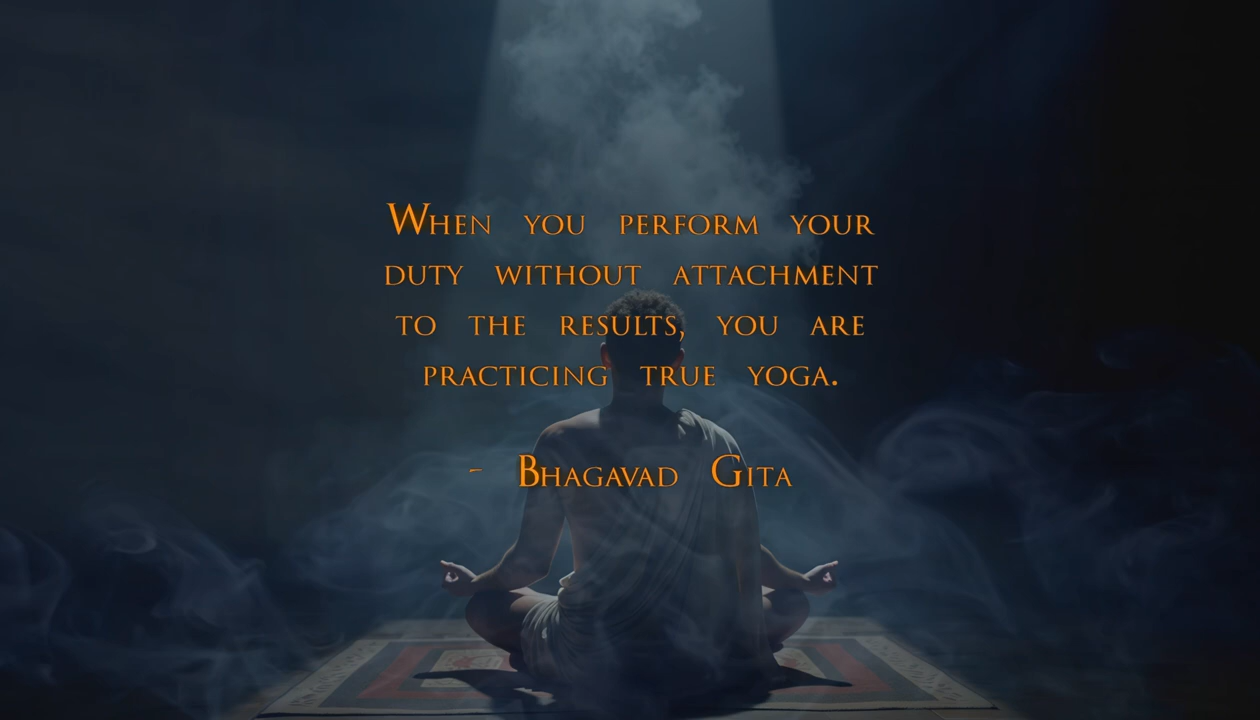 When you perform your
duty without attachment
to the results, you are
practicing true yoga.
- Bhagavad Gita